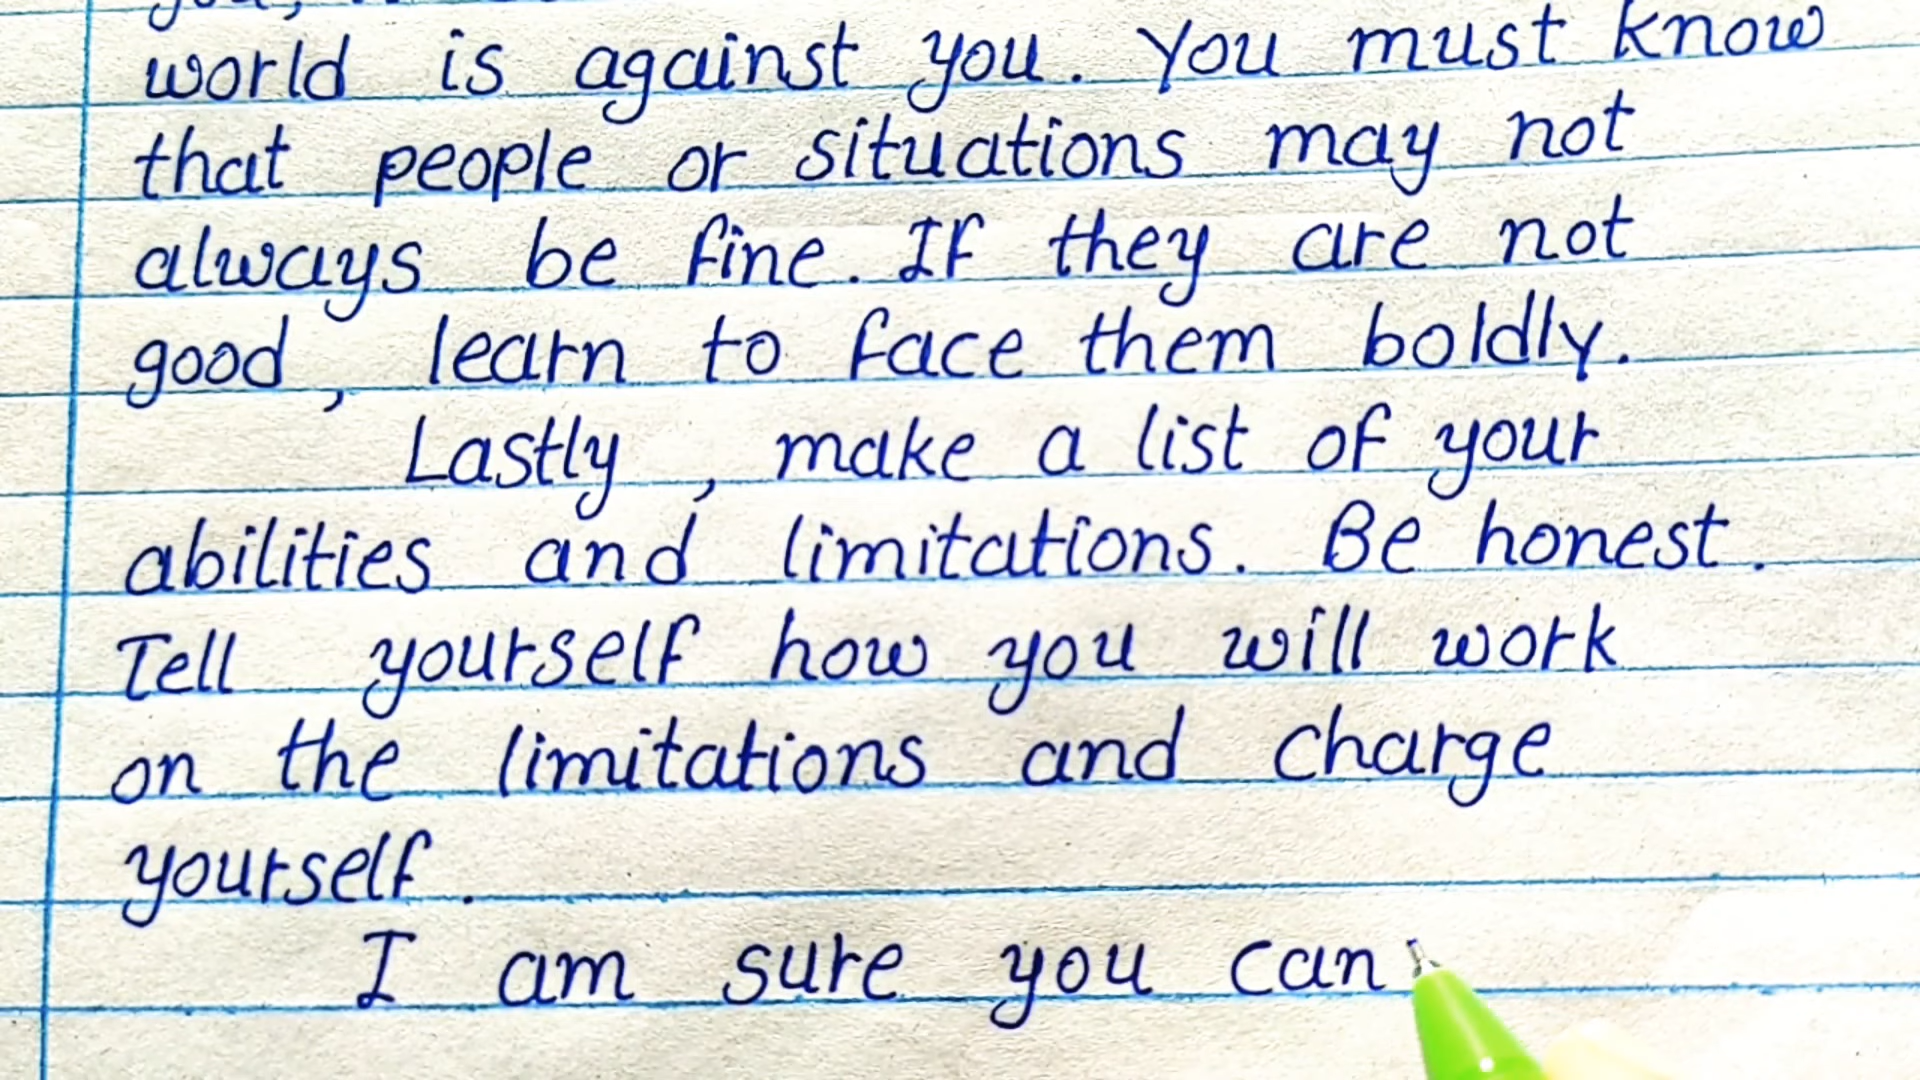 world is against you. You must know
that people or situations may not
always be fine. If they are not
good, learn to face them boldly.
Lastly, make a list of your
abilities and limitations. Be honest.
Tell yourself how you will work
on the limitations and charge
yourself.
I am sure you can